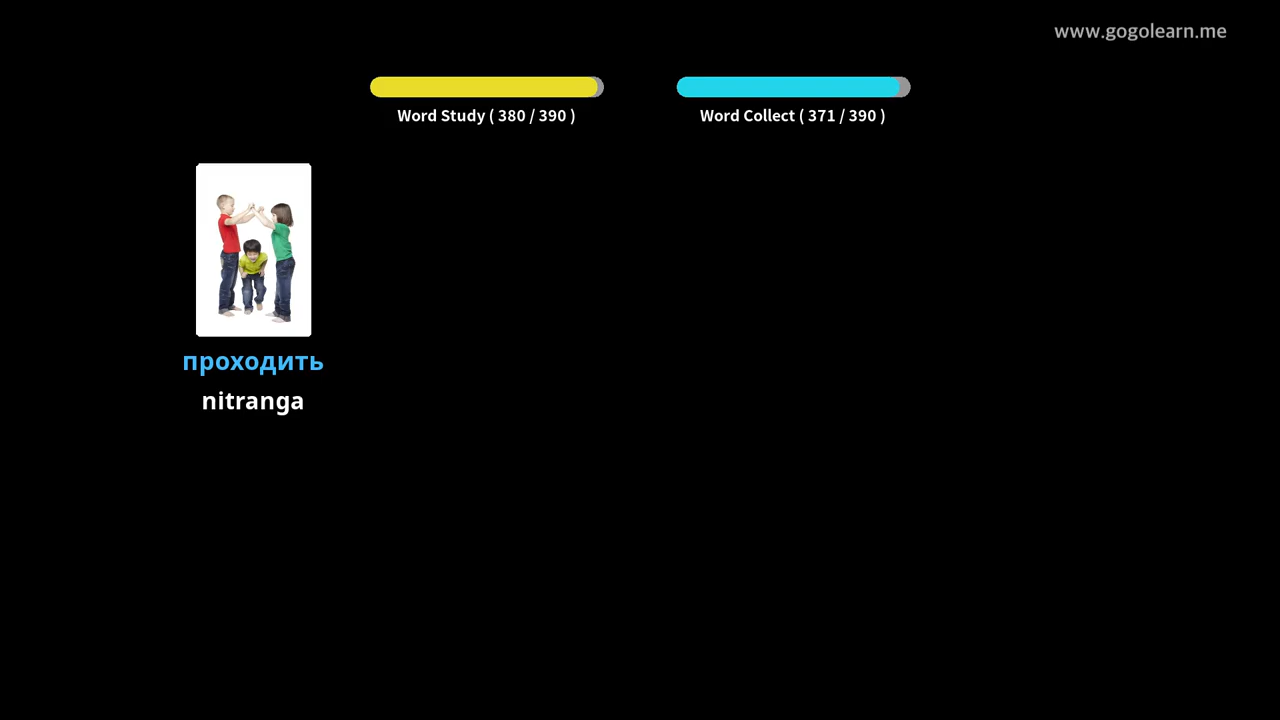 www.gogolearn.me
Word Study ( 380 / 390 )
Word Collect ( 371 / 390 )
проходить
nitranga